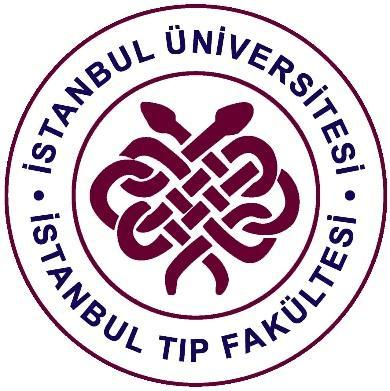 İSTANBUL ÜNİVERSİTESİ
İSTANBUL TIP FAKÜLTESİ